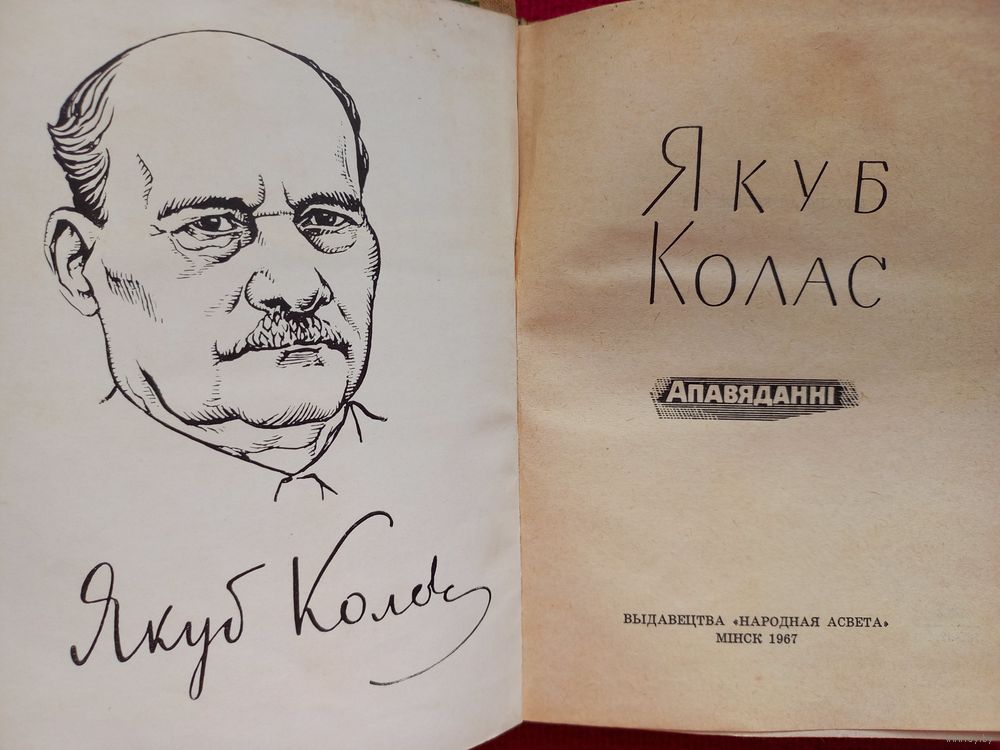 Якуб Колас
Якуб
Колас
Апавяданні
ВЫДАВЕЦТВА «НАРОДНАЯ АСВЕТА»
МІНСК 1967